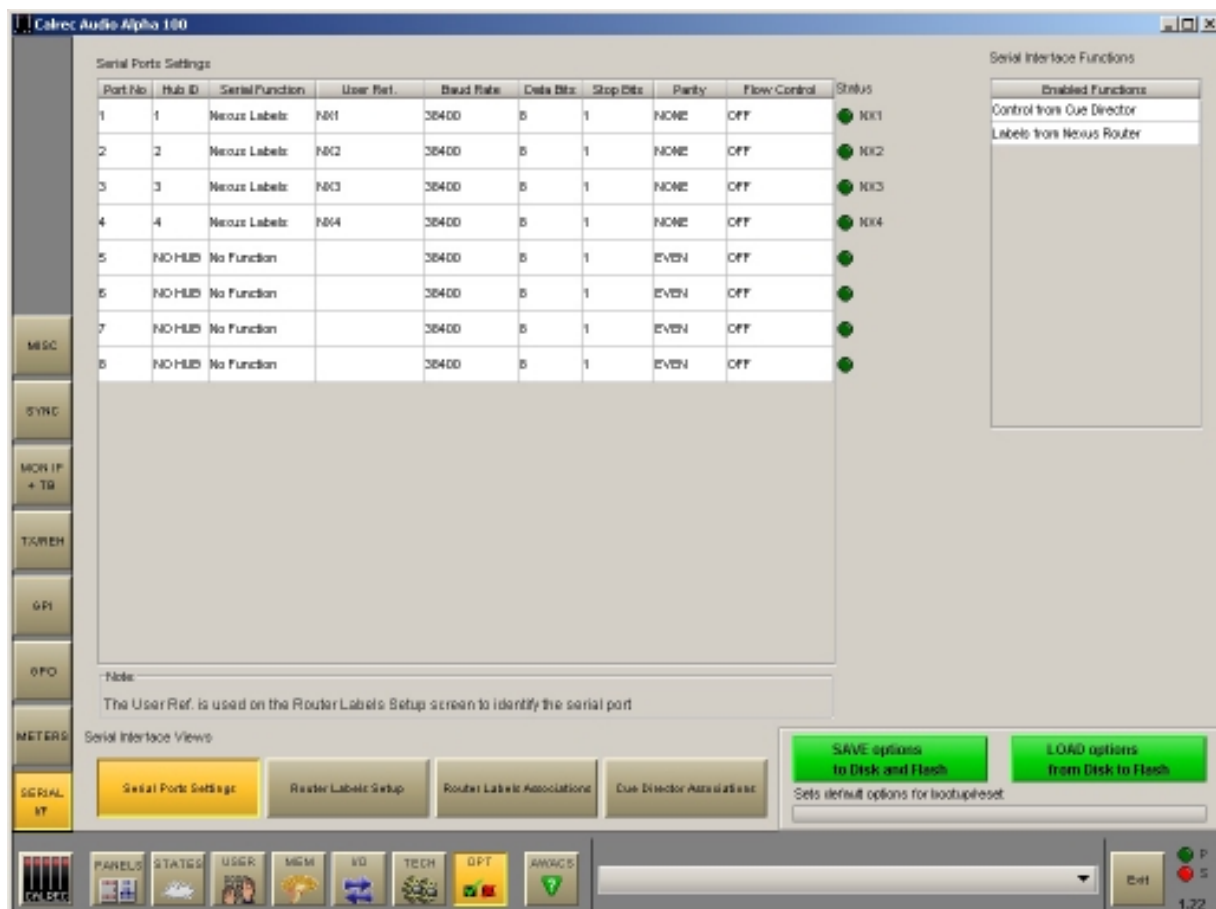 Calrec Audio Alpha 100
Serial Ports Settings
Serial Interface Functions
Port No Hub ID Serial Function User Ref. Baud Rate Data Bits Stop Bits Parity Flow Control Status
Enabled Functions
1 1 Nexus Labels NX1 38400 8 1 NONE OFF NX1
Control from Cue Director
Labels from Nexus Router
2 2 Nexus Labels NX2 38400 8 1 NONE OFF NX2
3 3 Nexus Labels NX3 38400 8 1 NONE OFF NX3
4 4 Nexus Labels NX4 38400 8 1 NONE OFF NX4
5 NO HUB No Function 38400 8 1 EVEN OFF
6 NO HUB No Function 38400 8 1 EVEN OFF
7 NO HUB No Function 38400 8 1 EVEN OFF
8 NO HUB No Function 38400 8 1 EVEN OFF
MISC
SYNC
MON IP
+ TB
TX/REH
GPI
GPO
METERS
SERIAL
I/F
Note:
The User Ref. is used on the Router Labels Setup screen to identify the serial port
Serial Interface Views
Serial Ports Settings
Router Labels Setup
Router Labels Associations
Cue Director Associations
SAVE options
to Disk and Flash
LOAD options
from Disk to Flash
Sets default options for bootup/reset
CALREC
PANELS
STATES
USER
MEM
I/O
TECH
OPT
AWACS
Exit
P
S
1.22